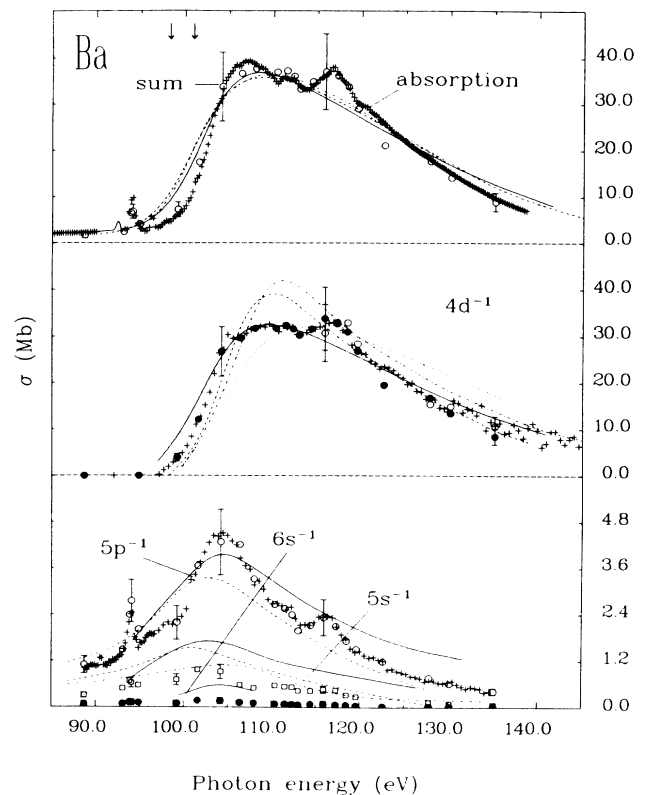 Ba
↓ ↓
sum
absorption
40.0
30.0
20.0
10.0
0.0
4d⁻¹
40.0
30.0
20.0
10.0
0.0
σ (Mb)
5p⁻¹
6s⁻¹
5s⁻¹
4.8
3.6
2.4
1.2
0.0
90.0 100.0 110.0 120.0 130.0 140.0
Photon energy (eV)